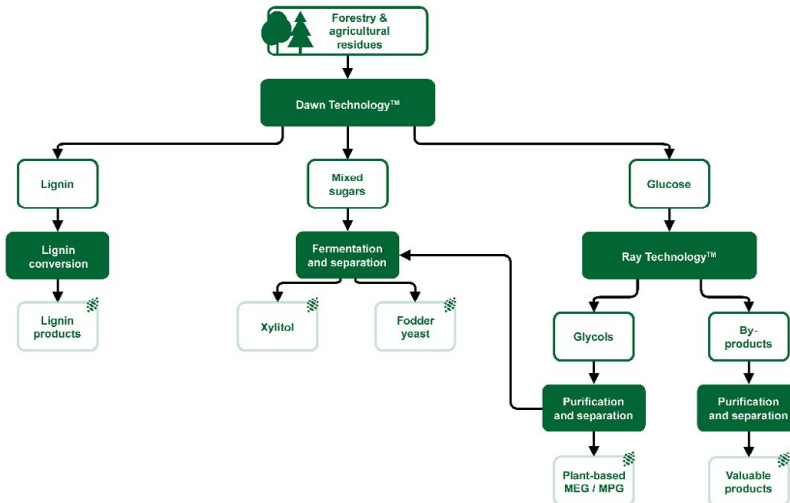 Forestry &
agricultural
residues
Dawn Technology™
Lignin
Mixed
sugars
Glucose
Lignin
conversion
Fermentation
and separation
Ray Technology™
Lignin
products
Xylitol
Fodder
yeast
Glycols
By-
products
Purification
and separation
Purification
and separation
Plant-based
MEG / MPG
Valuable
products